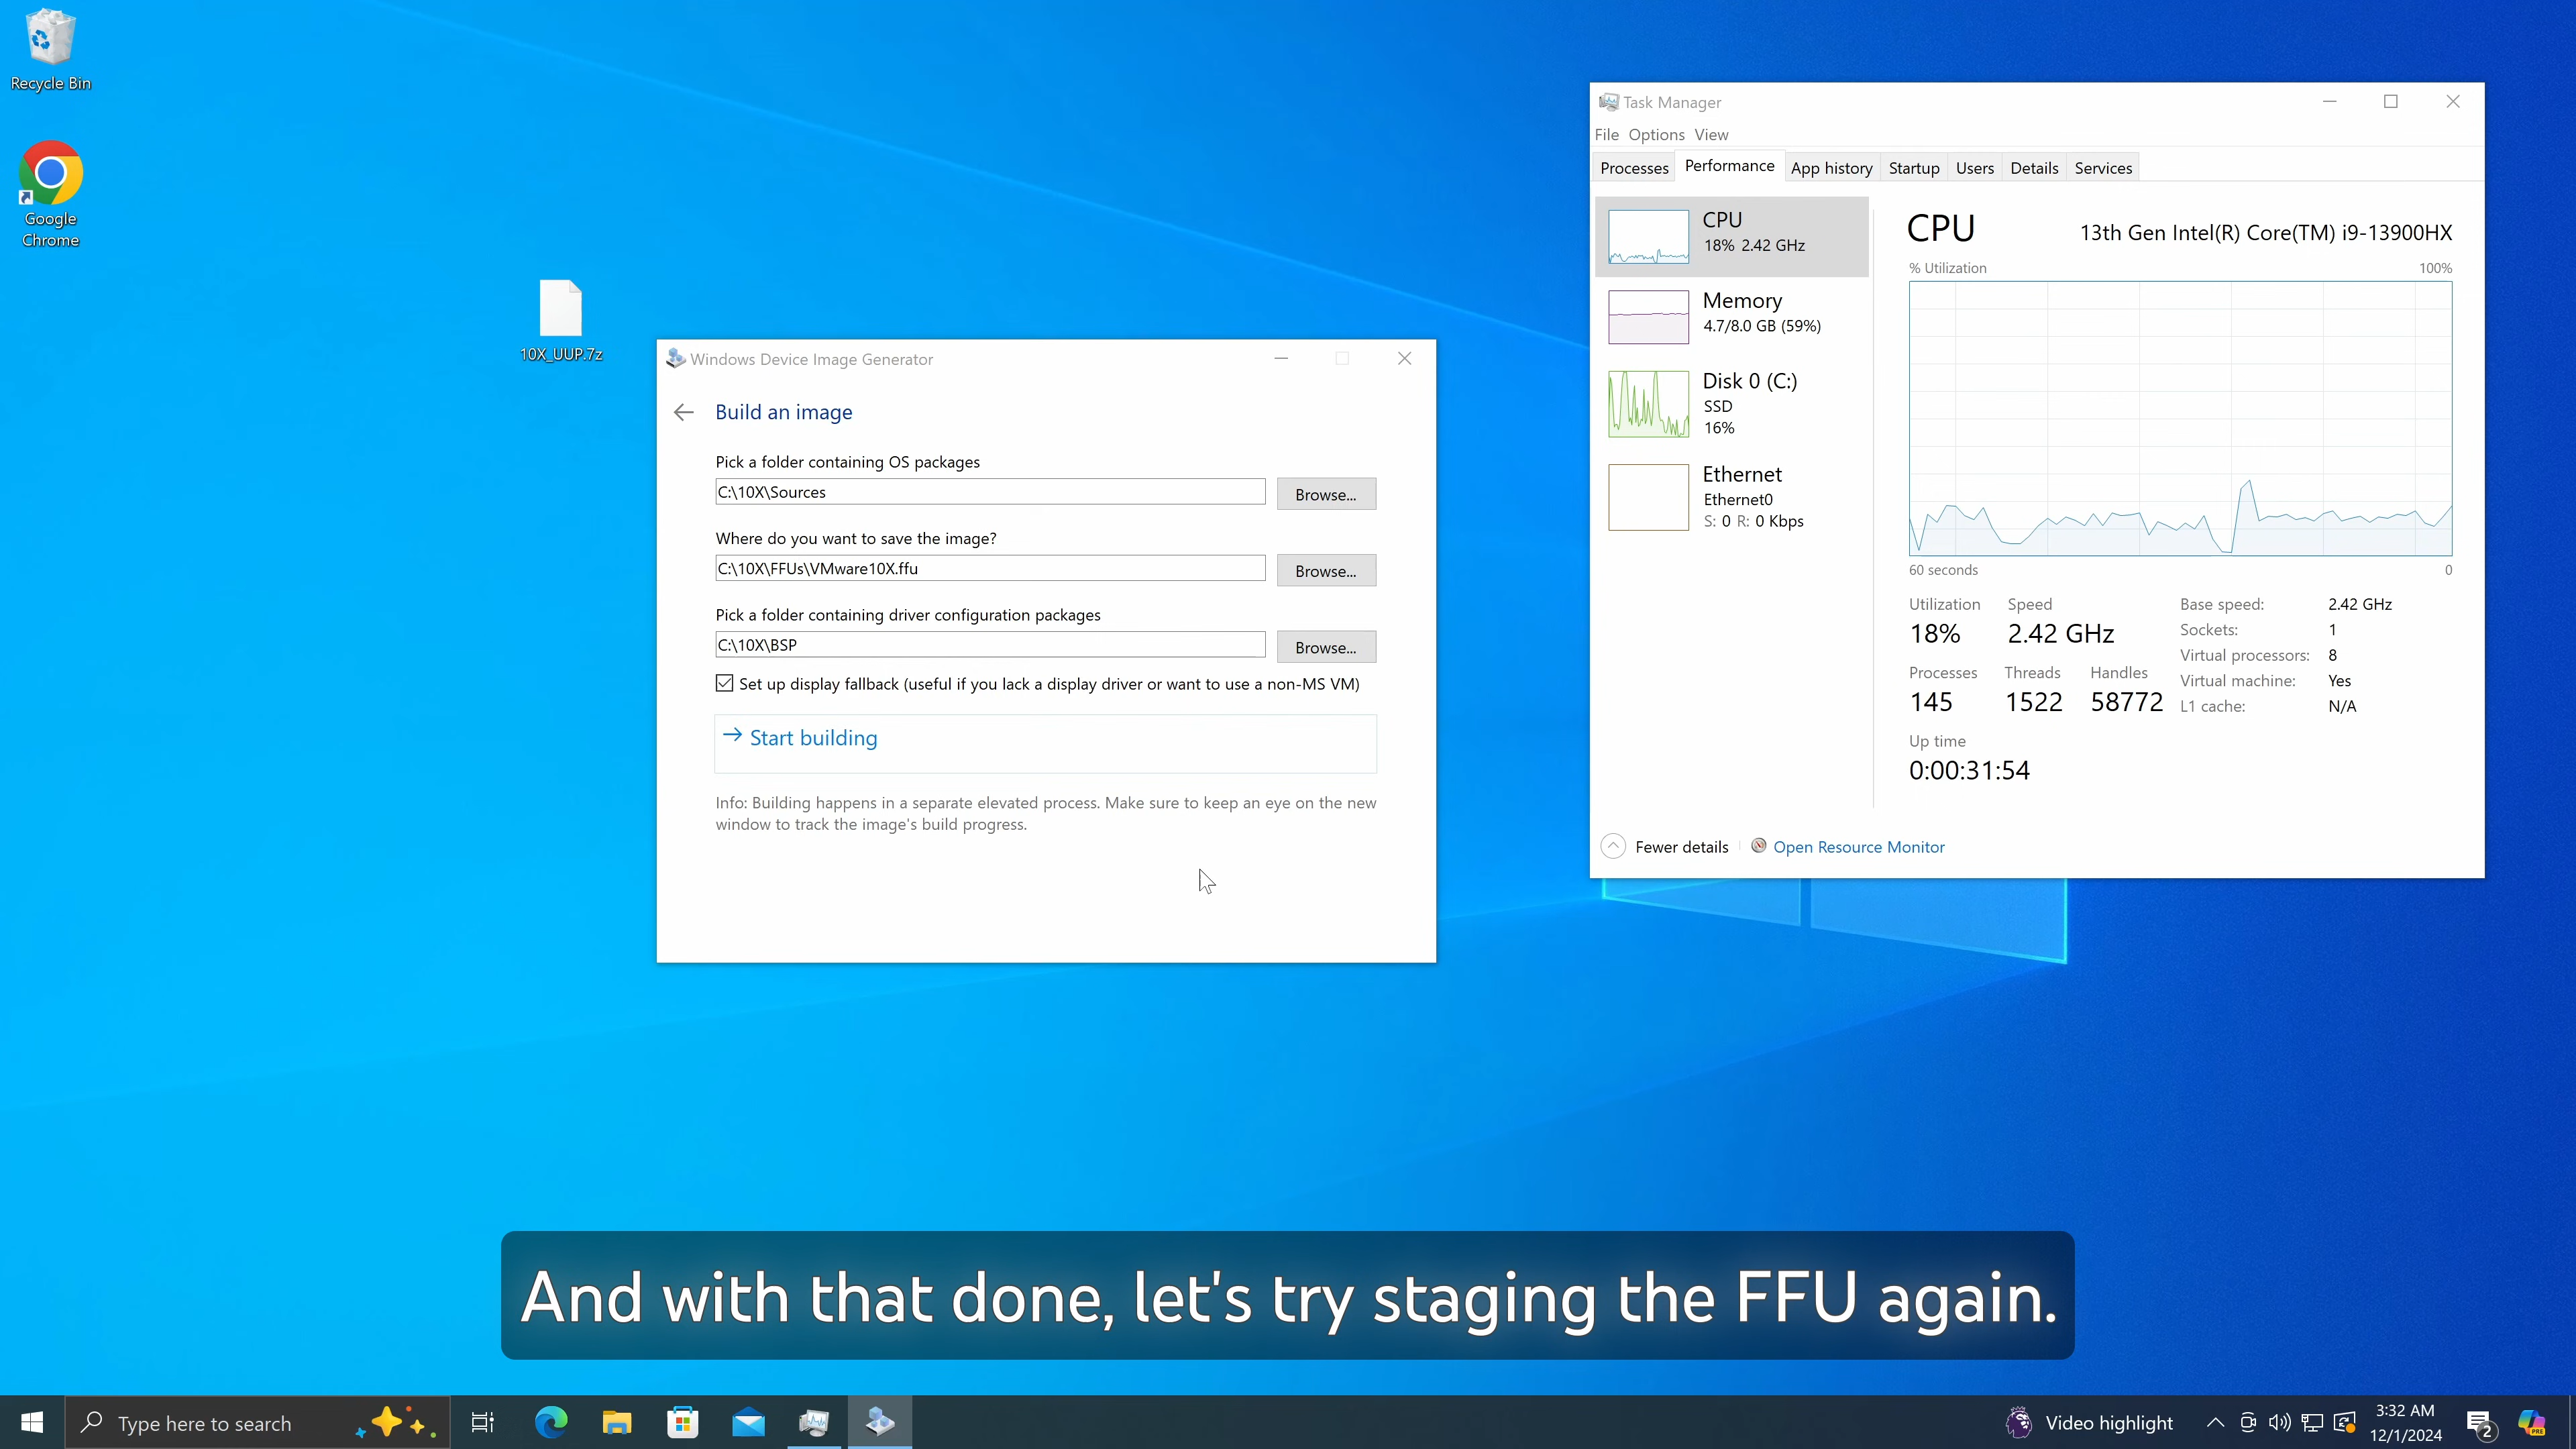 Recycle Bin
Google
Chrome
10X_UUP.7z
Windows Device Image Generator
Build an image
Pick a folder containing OS packages
C:\10X\Sources
Browse...
Where do you want to save the image?
C:\10X\FFUs\VMware10X.ffu
Browse...
Pick a folder containing driver configuration packages
C:\10X\BSP
Browse...
Set up display fallback (useful if you lack a display driver or want to use a non-MS VM)
Start building
Info: Building happens in a separate elevated process. Make sure to keep an eye on the new
window to track the image's build progress.
Task Manager
File Options View
Processes Performance App history Startup Users Details Services
CPU
18% 2.42 GHz
Memory
4.7/8.0 GB (59%)
Disk 0 (C:)
SSD
16%
Ethernet
Ethernet0
S: 0 R: 0 Kbps
CPU 13th Gen Intel(R) Core(TM) i9-13900HX
% Utilization 100%
60 seconds 0
Utilization Speed
18% 2.42 GHz
Processes Threads Handles
145 1522 58772
Up time
0:00:31:54
Base speed: 2.42 GHz
Sockets: 1
Virtual processors: 8
Virtual machine: Yes
L1 cache: N/A
Fewer details Open Resource Monitor
And with that done, let's try staging the FFU again.
Type here to search
Video highlight
3:32 AM
12/1/2024
2
PRE